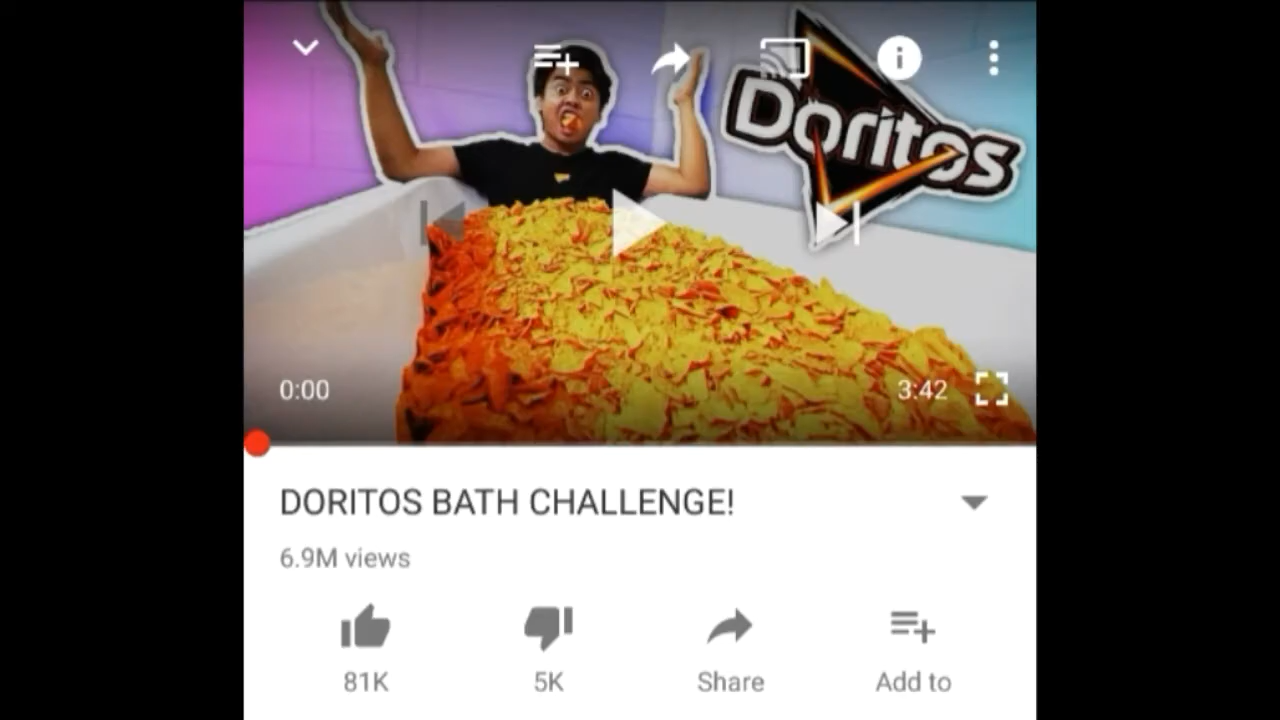 Doritos
0:00
3:42
DORITOS BATH CHALLENGE!
6.9M views
81K
5K
Share
Add to